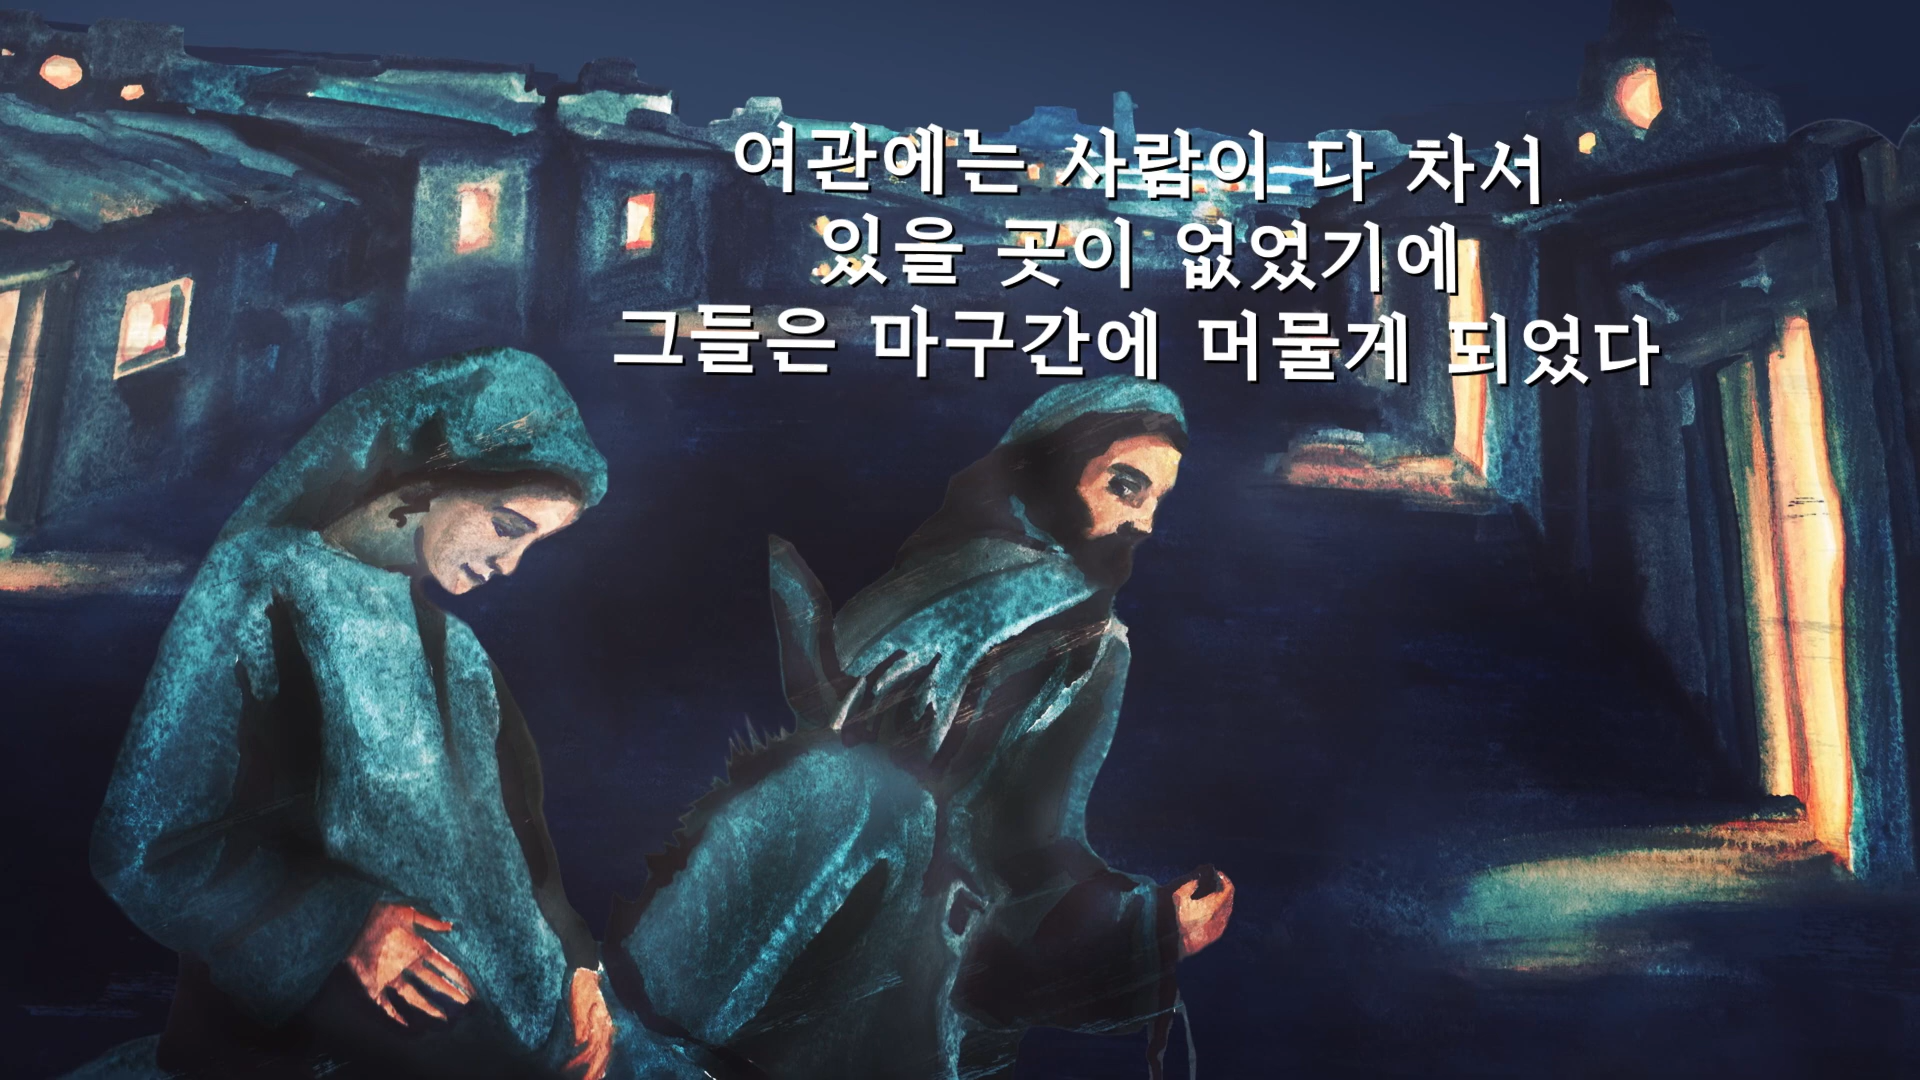 여관에는 사람이 다 차서
있을 곳이 없었기에
그들은 마구간에 머물게 되었다